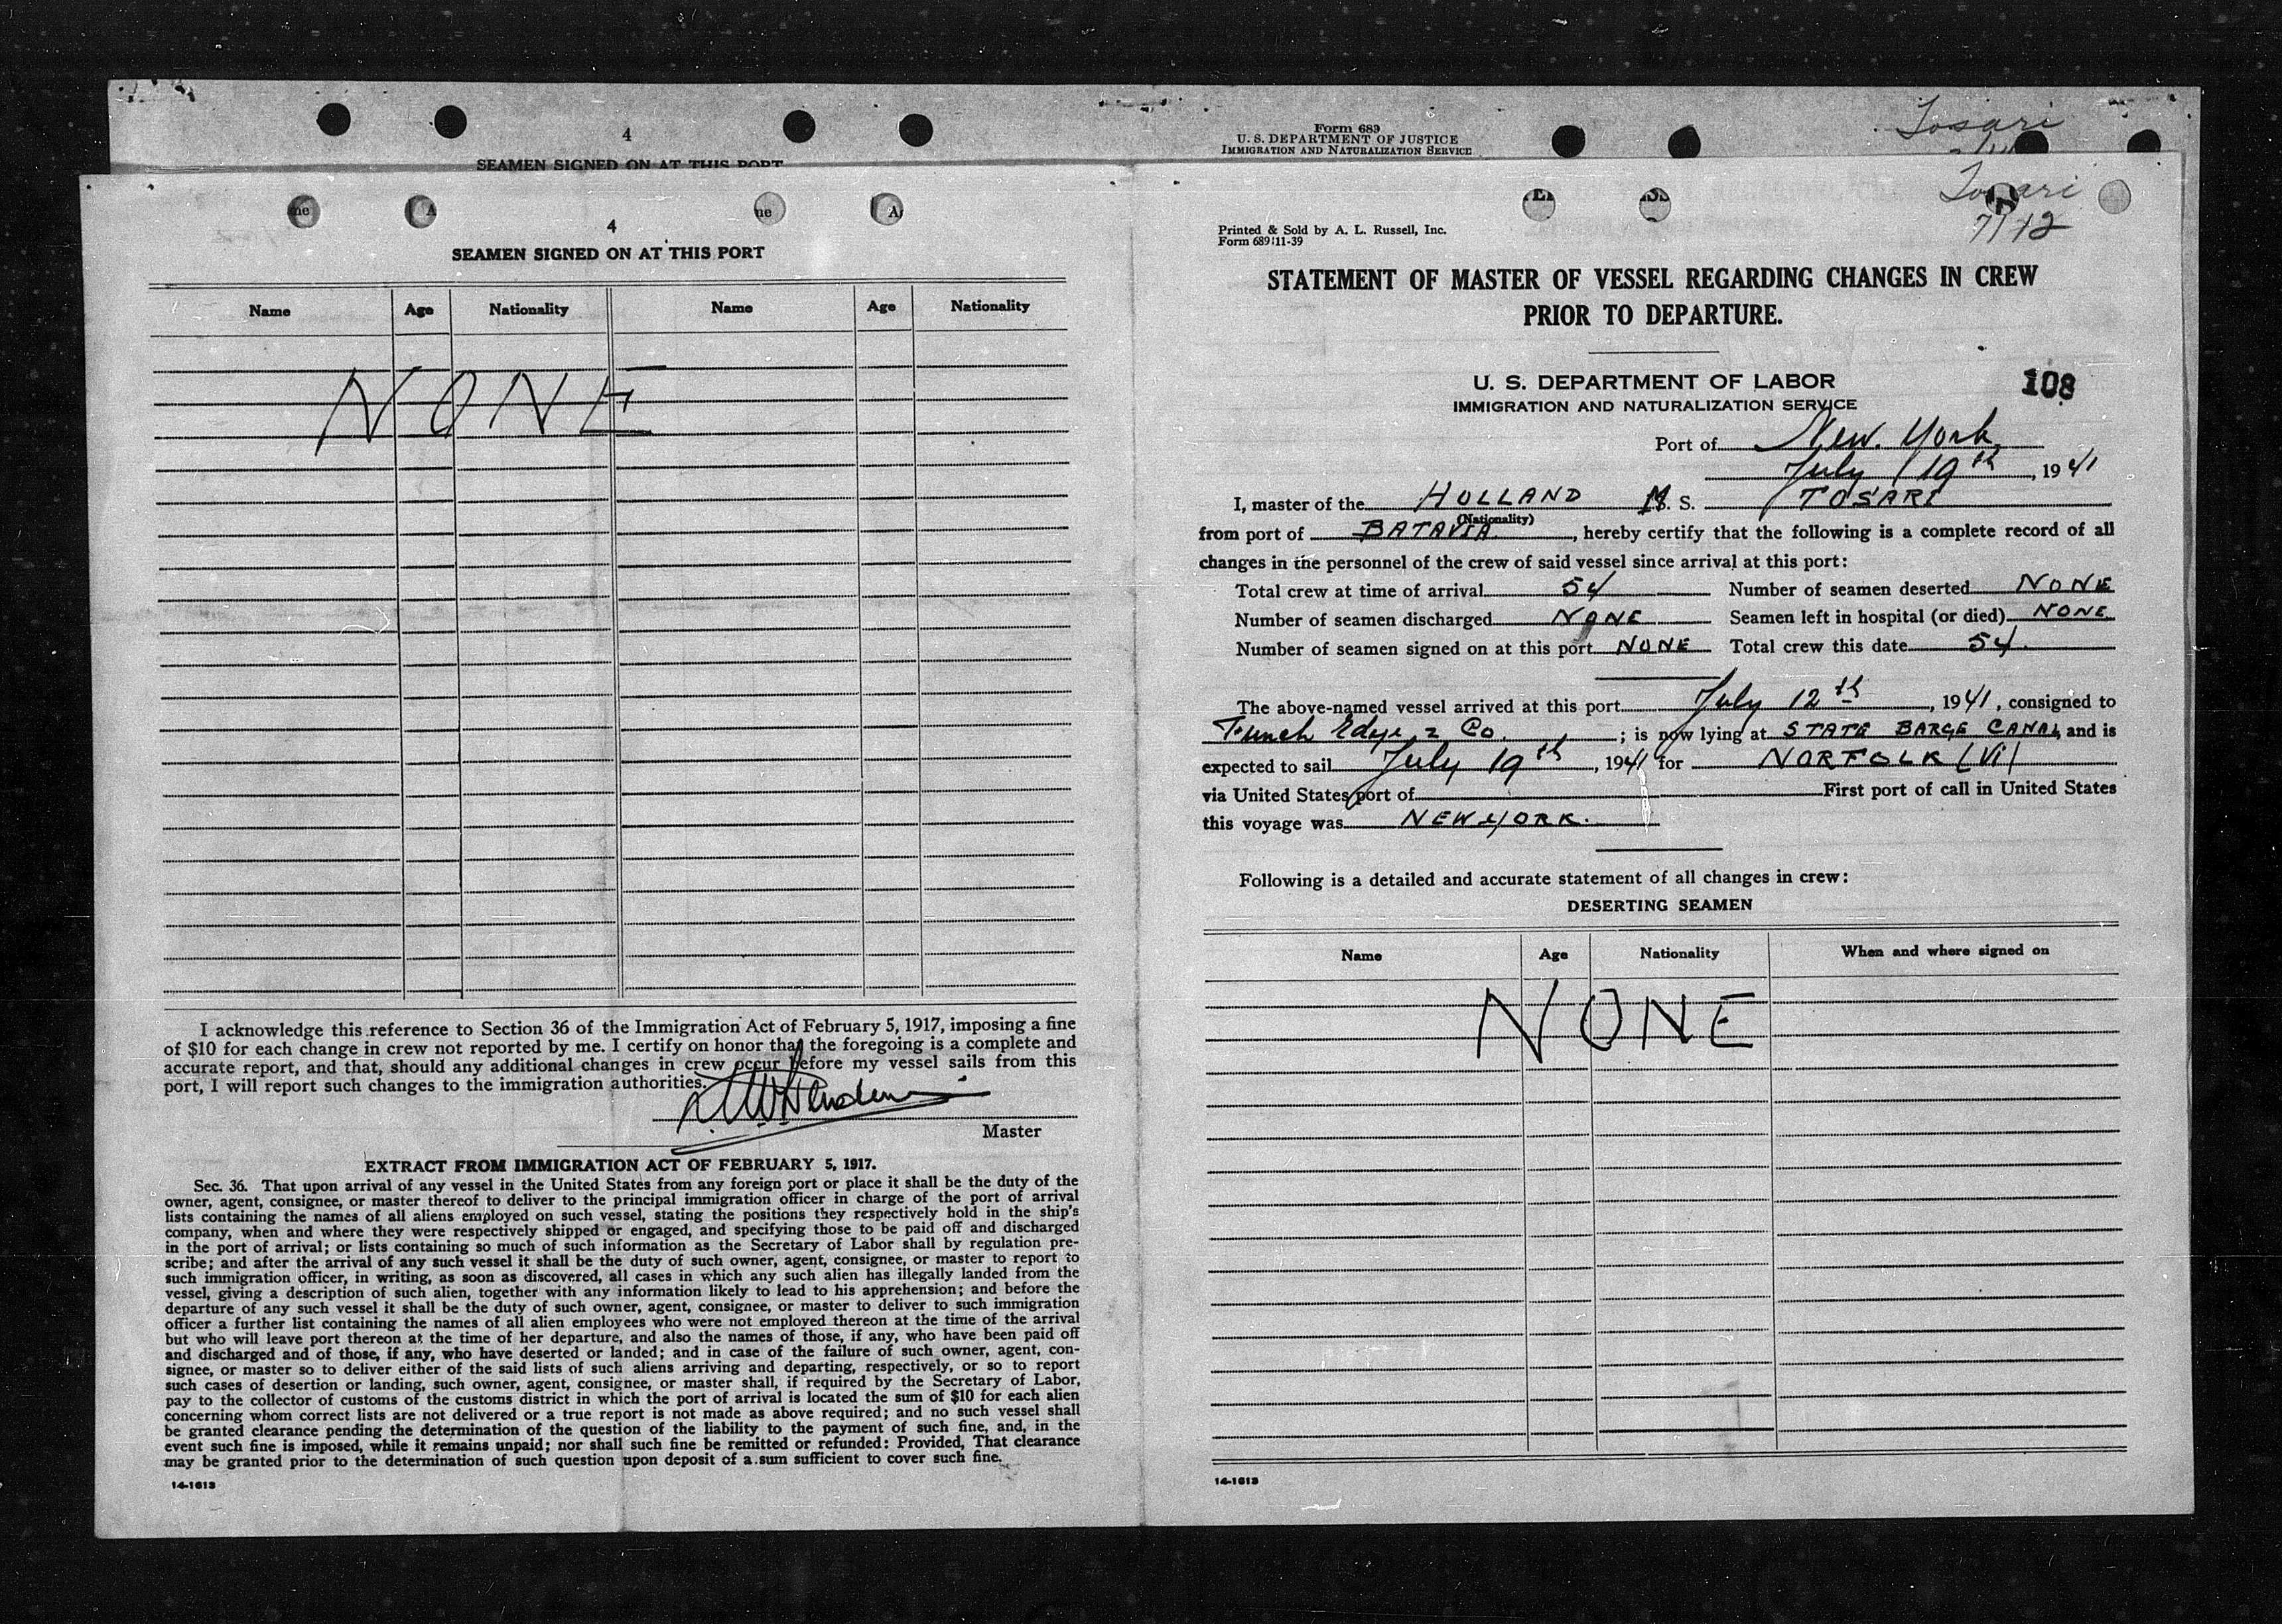 4
SEAMEN SIGNED ON AT THIS PORT
Form 689
U. S. DEPARTMENT OF JUSTICE
IMMIGRATION AND NATURALIZATION SERVICE
Tosari
4
SEAMEN SIGNED ON AT THIS PORT
Name Age Nationality Name Age Nationality
NONE
I acknowledge this reference to Section 36 of the Immigration Act of February 5, 1917, imposing a fine
of $10 for each change in crew not reported by me. I certify on honor that the foregoing is a complete and
accurate report, and that, should any additional changes in crew occur before my vessel sails from this
port, I will report such changes to the immigration authorities.
Master
EXTRACT FROM IMMIGRATION ACT OF FEBRUARY 5, 1917.
Sec. 36. That upon arrival of any vessel in the United States from any foreign port or place it shall be the duty of the
owner, agent, consignee, or master thereof to deliver to the principal immigration officer in charge of the port of arrival
lists containing the names of all aliens employed on such vessel, stating the positions they respectively hold in the ship's
company, when and where they were respectively shipped or engaged, and specifying those to be paid off and discharged
in the port of arrival; or lists containing so much of such information as the Secretary of Labor shall by regulation pre-
scribe; and after the arrival of any such vessel it shall be the duty of such owner, agent, consignee, or master to report to
such immigration officer, in writing, as soon as discovered, all cases in which any such alien has illegally landed from the
vessel, giving a description of such alien, together with any information likely to lead to his apprehension; and before the
departure of any such vessel it shall be the duty of such owner, agent, consignee, or master to deliver to such immigration
officer a further list containing the names of all alien employees who were not employed thereon at the time of the arrival
but who will leave port thereon at the time of her departure, and also the names of those, if any, who have been paid off
and discharged and of those, if any, who have deserted or landed; and in case of the failure of such owner, agent, con-
signee, or master so to deliver either of the said lists of such aliens arriving and departing, respectively, or so to report
such cases of desertion or landing, such owner, agent, consignee, or master shall, if required by the Secretary of Labor,
pay to the collector of customs of the customs district in which the port of arrival is located the sum of $10 for each alien
concerning whom correct lists are not delivered or a true report is not made as above required; and no such vessel shall
be granted clearance pending the determination of the question of the liability to the payment of such fine, and, in the
event such fine is imposed, while it remains unpaid; nor shall such fine be remitted or refunded: Provided, That clearance
may be granted prior to the determination of such question upon deposit of a sum sufficient to cover such fine.
14-1613
Tosari
7/12
Printed & Sold by A. L. Russell, Inc.
Form 689 11-39
STATEMENT OF MASTER OF VESSEL REGARDING CHANGES IN CREW
PRIOR TO DEPARTURE.
U. S. DEPARTMENT OF LABOR
IMMIGRATION AND NATURALIZATION SERVICE
108
Port of New York
July 19th, 1941
I, master of the HOLLAND M. S. TOSARI
(Nationality)
from port of BATAVIA, hereby certify that the following is a complete record of all
changes in the personnel of the crew of said vessel since arrival at this port:
Total crew at time of arrival 54 Number of seamen deserted NONE
Number of seamen discharged NONE Seamen left in hospital (or died) NONE
Number of seamen signed on at this port NONE Total crew this date 54.
The above-named vessel arrived at this port July 12th, 1941, consigned to
Funch Edye & Co.; is now lying at STATE BARGE CANAL, and is
expected to sail July 19th, 1941 for NORFOLK (Vi)
via United States port of First port of call in United States
this voyage was NEW YORK.
Following is a detailed and accurate statement of all changes in crew:
DESERTING SEAMEN
Name Age Nationality When and where signed on
NONE
14-1613